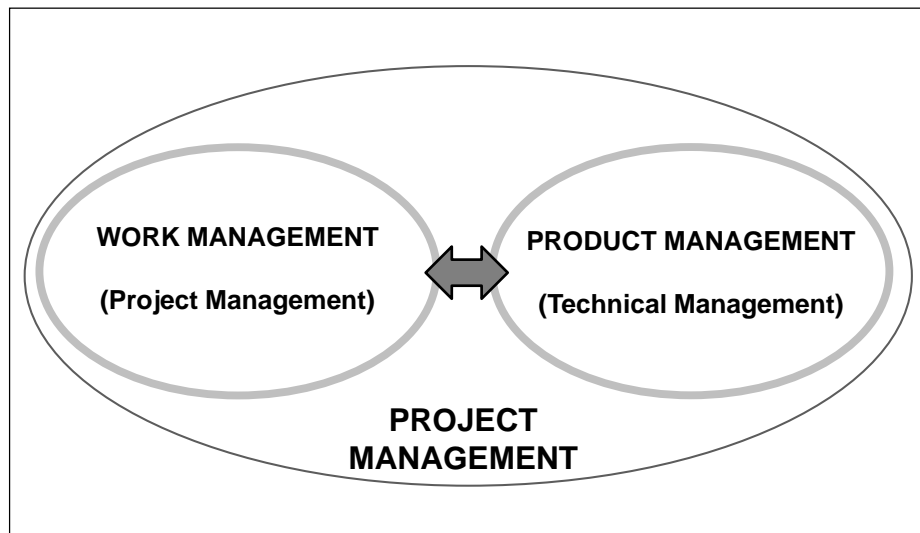 WORK MANAGEMENT
(Project Management)
PRODUCT MANAGEMENT
(Technical Management)
PROJECT
MANAGEMENT